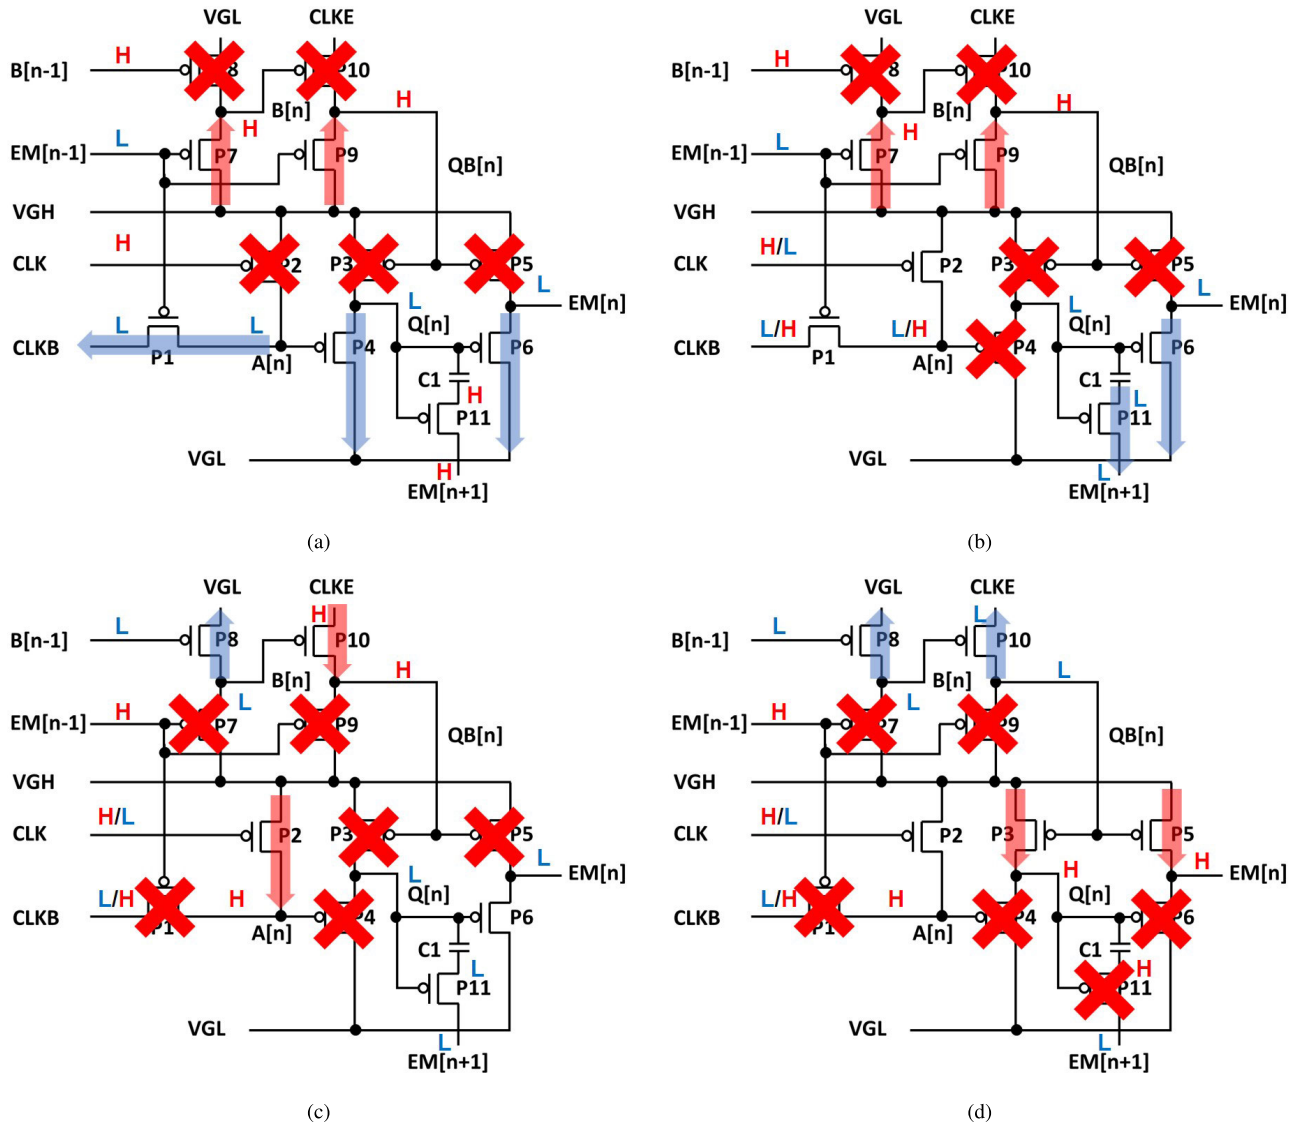 VGL CLKE VGL CLKE
H H
B[n-1] P8 P10 B[n-1] P8 P10
B[n] H B[n] H
L H L H
EM[n-1] P7 P9 EM[n-1] P7 P9
QB[n] QB[n]
VGH VGH
H H/L
CLK P2 P3 P5 CLK P2 P3 P5
L L
L EM[n] L EM[n]
L L Q[n] L/H L/H Q[n]
CLKB P1 A[n] P4 P6 CLKB P1 A[n] P4 P6
C1 H C1 L
P11 P11
VGL VGL
H L
EM[n+1] EM[n+1]
(a) (b)
VGL CLKE VGL CLKE
H L
L L
B[n-1] P8 P10 B[n-1] P8 P10
B[n] H B[n] L
L L
H H
EM[n-1] P7 P9 EM[n-1] P7 P9
QB[n] QB[n]
VGH VGH
H/L H/L
CLK P2 P3 P5 CLK P2 P3 P5
L H
L EM[n] H EM[n]
L/H H Q[n] L/H H Q[n]
CLKB P1 A[n] P4 P6 CLKB P1 A[n] P4 P6
C1 L C1 H
P11 P11
VGL VGL
L L
EM[n+1] EM[n+1]
(c) (d)